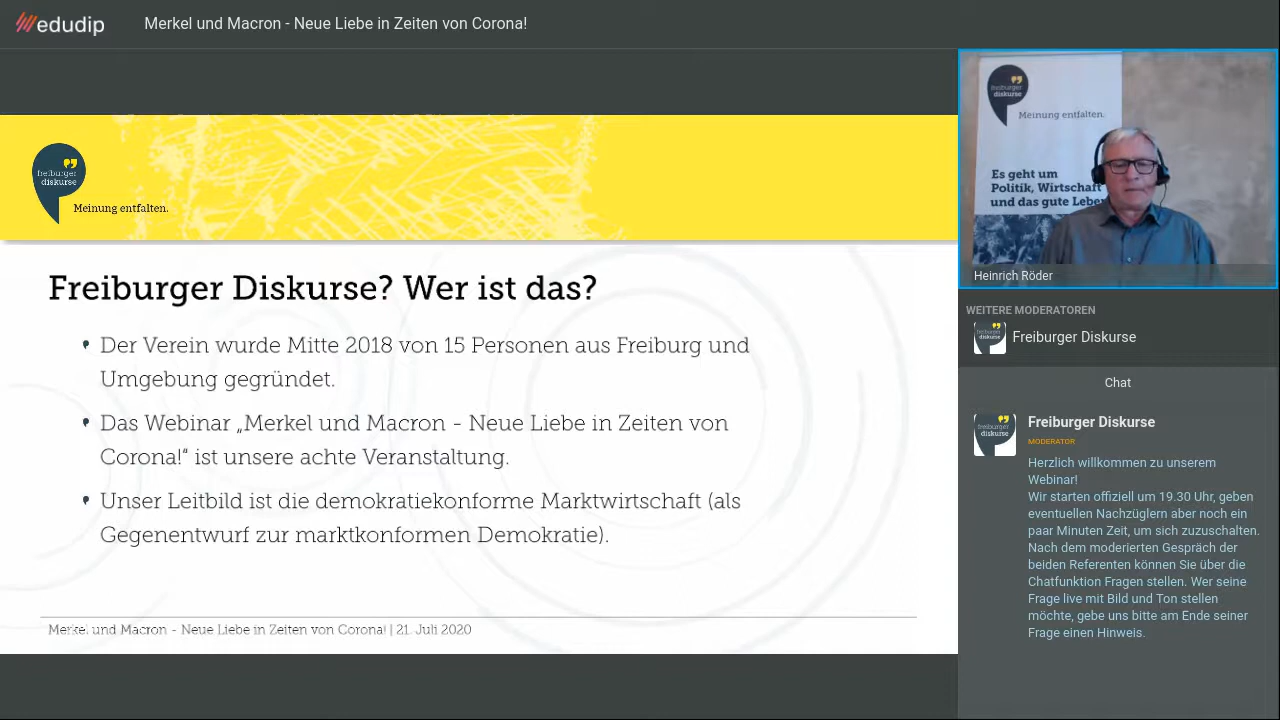 edudip
Merkel und Macron - Neue Liebe in Zeiten von Corona!
freiburger
diskurse
Meinung entfalten.
Freiburger Diskurse? Wer ist das?
Der Verein wurde Mitte 2018 von 15 Personen aus Freiburg und
Umgebung gegründet.
Das Webinar „Merkel und Macron - Neue Liebe in Zeiten von
Corona!“ ist unsere achte Veranstaltung.
Unser Leitbild ist die demokratiekonforme Marktwirtschaft (als
Gegenentwurf zur marktkonformen Demokratie).
Merkel und Macron - Neue Liebe in Zeiten von Corona! | 21. Juli 2020
freiburger
diskurse
Meinung entfalten.
Es geht um
Politik, Wirtschaft
und das gute Leben
Heinrich Röder
WEITERE MODERATOREN
freiburger
diskurse
Freiburger Diskurse
Chat
freiburger
diskurse
Freiburger Diskurse
MODERATOR
Herzlich willkommen zu unserem
Webinar!
Wir starten offiziell um 19.30 Uhr, geben
eventuellen Nachzüglern aber noch ein
paar Minuten Zeit, um sich zuzuschalten.
Nach dem moderierten Gespräch der
beiden Referenten können Sie über die
Chatfunktion Fragen stellen. Wer seine
Frage live mit Bild und Ton stellen
möchte, gebe uns bitte am Ende seiner
Frage einen Hinweis.